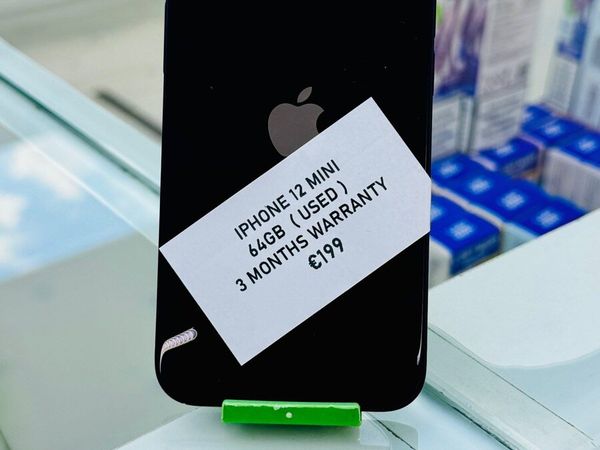 IPHONE 12 MINI
64GB ( USED )
3 MONTHS WARRANTY
€199